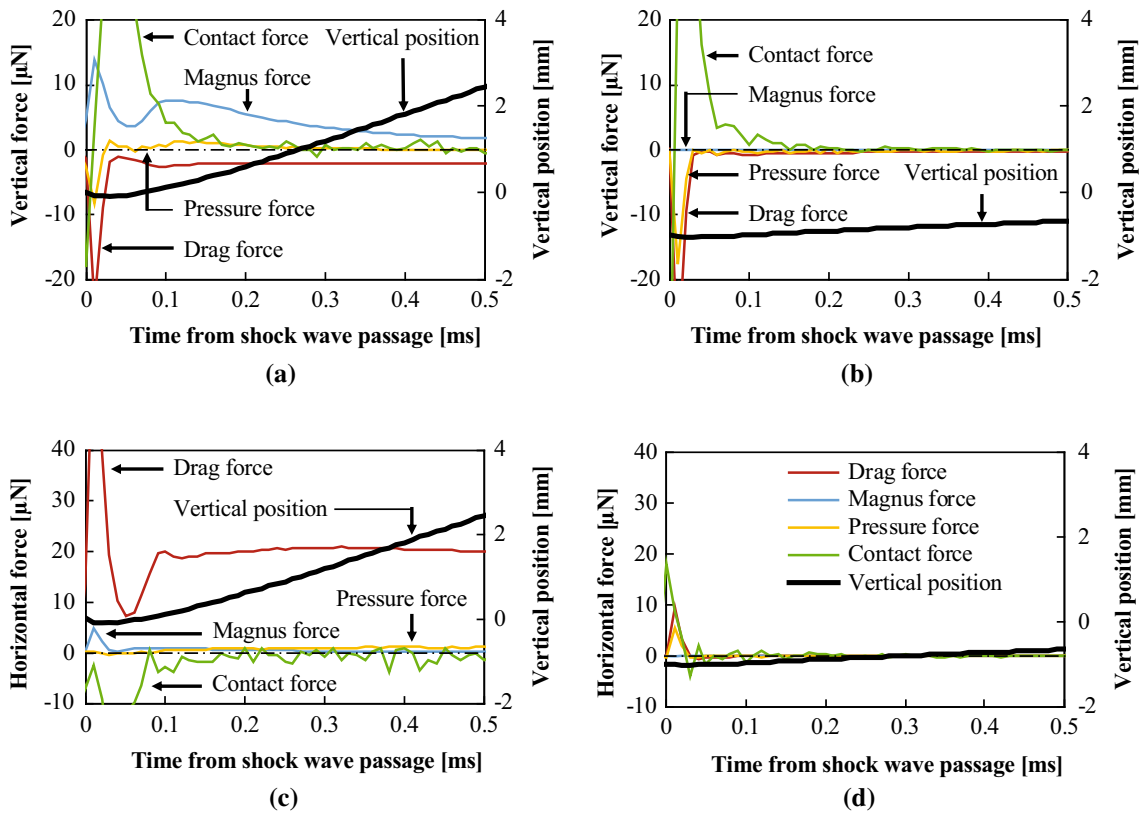 20
10
0
-10
-20
Vertical force [µN]
Contact force
Vertical position
Magnus force
Pressure force
Drag force
4
2
0
-2
Vertical position [mm]
0
0.1
0.2
0.3
0.4
0.5
Time from shock wave passage [ms]
(a)
20
10
0
-10
-20
Vertical force [µN]
Contact force
Magnus force
Pressure force
Vertical position
Drag force
4
2
0
-2
Vertical position [mm]
0
0.1
0.2
0.3
0.4
0.5
Time from shock wave passage [ms]
(b)
40
30
20
10
0
-10
Horizontal force [µN]
Drag force
Vertical position
Pressure force
Magnus force
Contact force
4
2
0
-2
Vertical position [mm]
0
0.1
0.2
0.3
0.4
0.5
Time from shock wave passage [ms]
(c)
40
30
20
10
0
-10
Horizontal force [µN]
Drag force
Magnus force
Pressure force
Contact force
Vertical position
4
2
0
-2
Vertical position [mm]
0
0.1
0.2
0.3
0.4
0.5
Time from shock wave passage [ms]
(d)